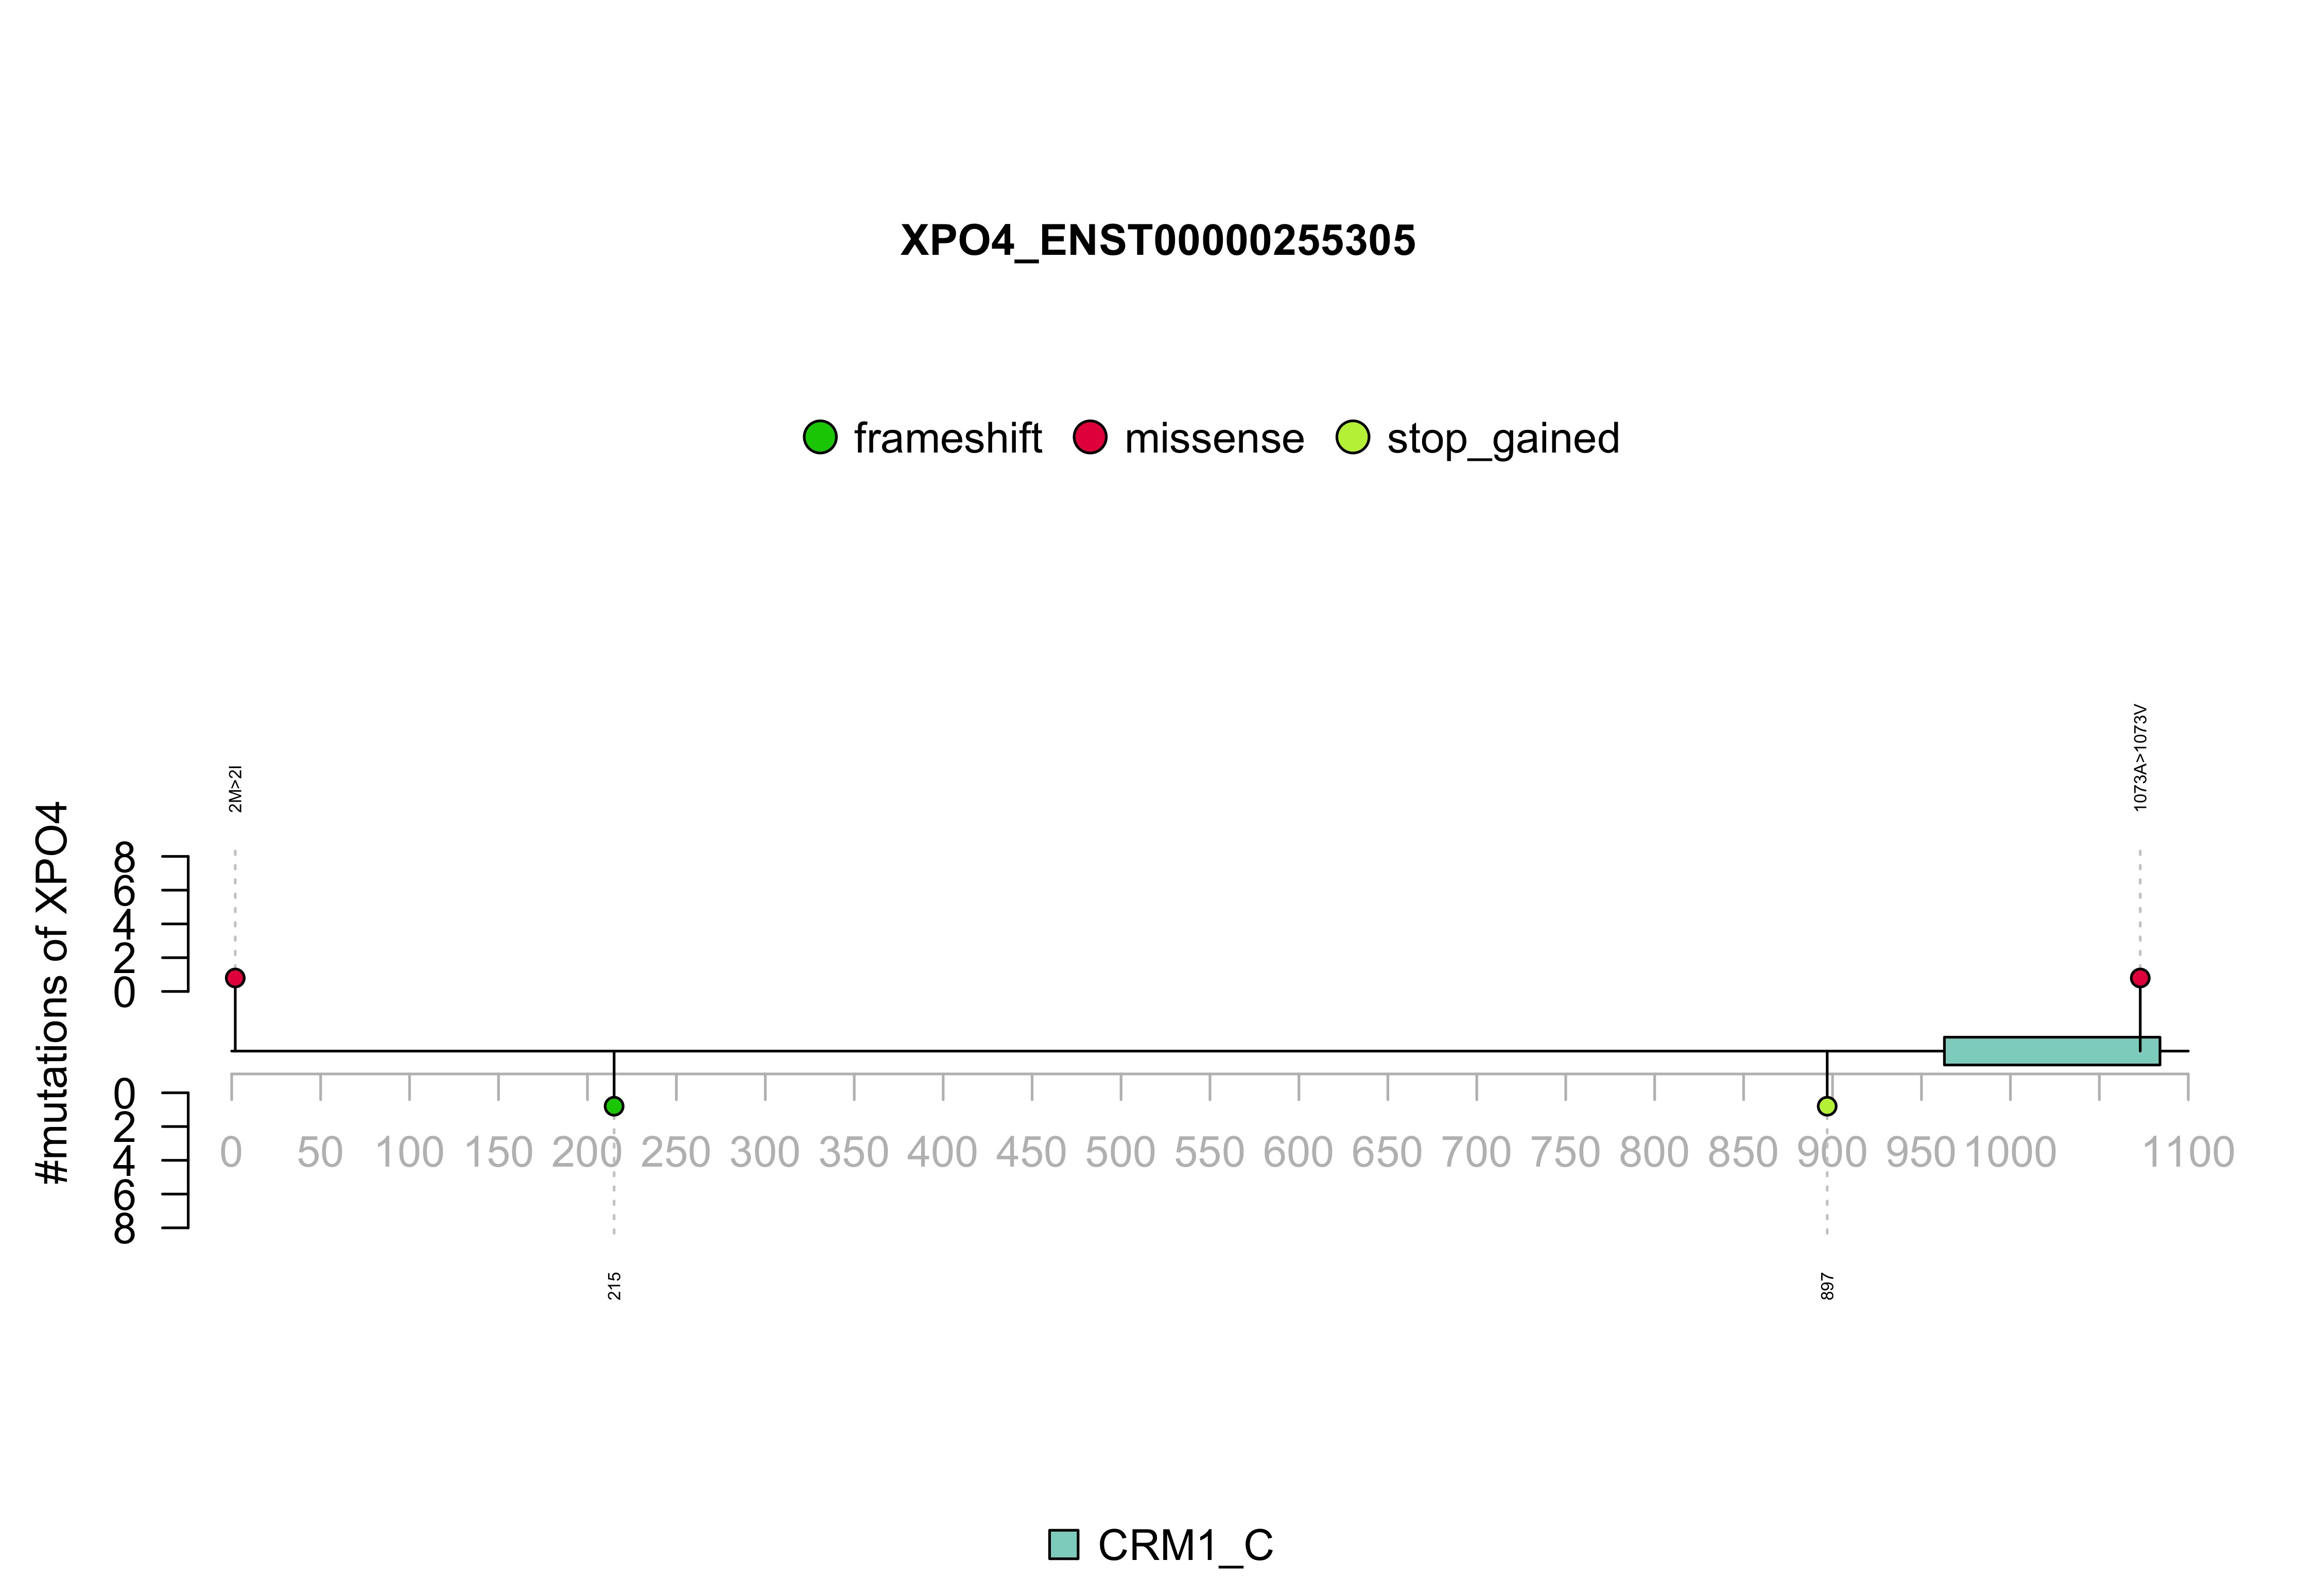 XPO4_ENST00000255305
frameshift missense stop_gained
2M>2I
1073A>1073V
#mutations of XPO4
8
6
4
2
0
0
2
4
6
8
0 50 100 150 200 250 300 350 400 450 500 550 600 650 700 750 800 850 900 950 1000 1100
215
897
CRM1_C